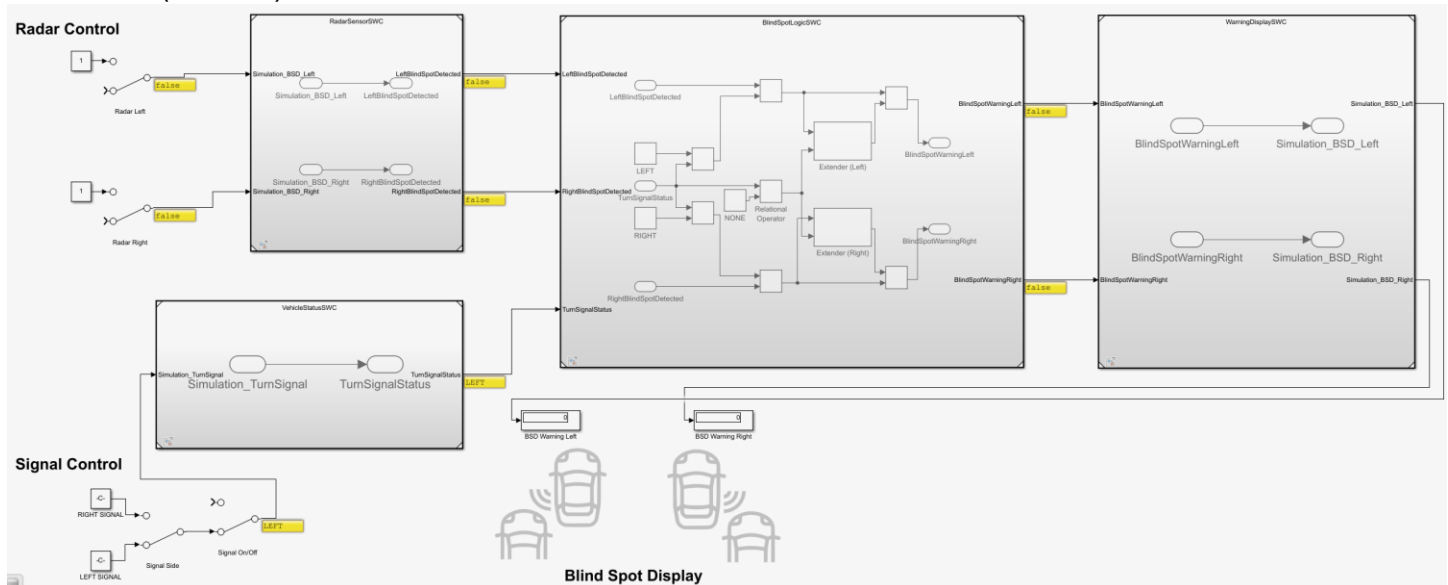 Radar Control
1
false
Radar Left
1
false
Radar Right
RadarSensorSWC
Simulation_BSD_Left
LeftBlindSpotDetected
false
Simulation_BSD_Left
LeftBlindSpotDetected
Simulation_BSD_Right
RightBlindSpotDetected
Simulation_BSD_Right
RightBlindSpotDetected
false
BlindSpotLogicSWC
LeftBlindSpotDetected
LeftBlindSpotDetected
BlindSpotWarningLeft
false
Extender (Left)
BlindSpotWarningLeft
LEFT
RightBlindSpotDetected
TurnSignalStatus
NONE
Relational
Operator
RIGHT
Extender (Right)
BlindSpotWarningRight
BlindSpotWarningRight
false
RightBlindSpotDetected
TurnSignalStatus
WarningDisplaySWC
BlindSpotWarningLeft
Simulation_BSD_Left
BlindSpotWarningLeft
Simulation_BSD_Left
BlindSpotWarningRight
Simulation_BSD_Right
BlindSpotWarningRight
Simulation_BSD_Right
VehicleStatusSWC
Simulation_TurnSignal
TurnSignalStatus
LEFT
Simulation_TurnSignal
TurnSignalStatus
0
BSD Warning Left
0
BSD Warning Right
Signal Control
-C-
RIGHT SIGNAL
LEFT
Signal On/Off
-C-
Signal Side
LEFT SIGNAL
Blind Spot Display